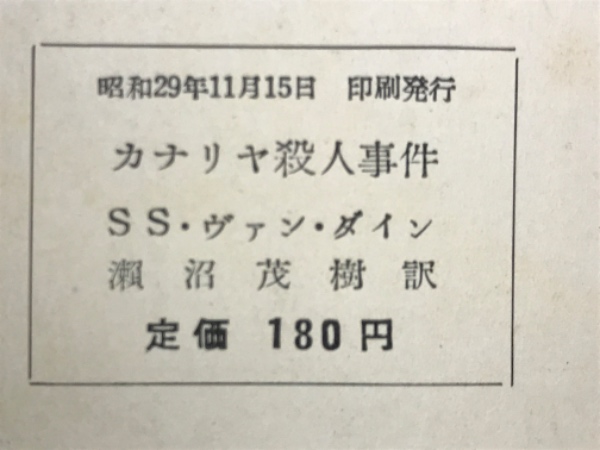 昭和29年11月15日 印刷発行
カナリヤ殺人事件
SS・ヴァン・ダイン
瀬沼茂樹訳
定価 180円